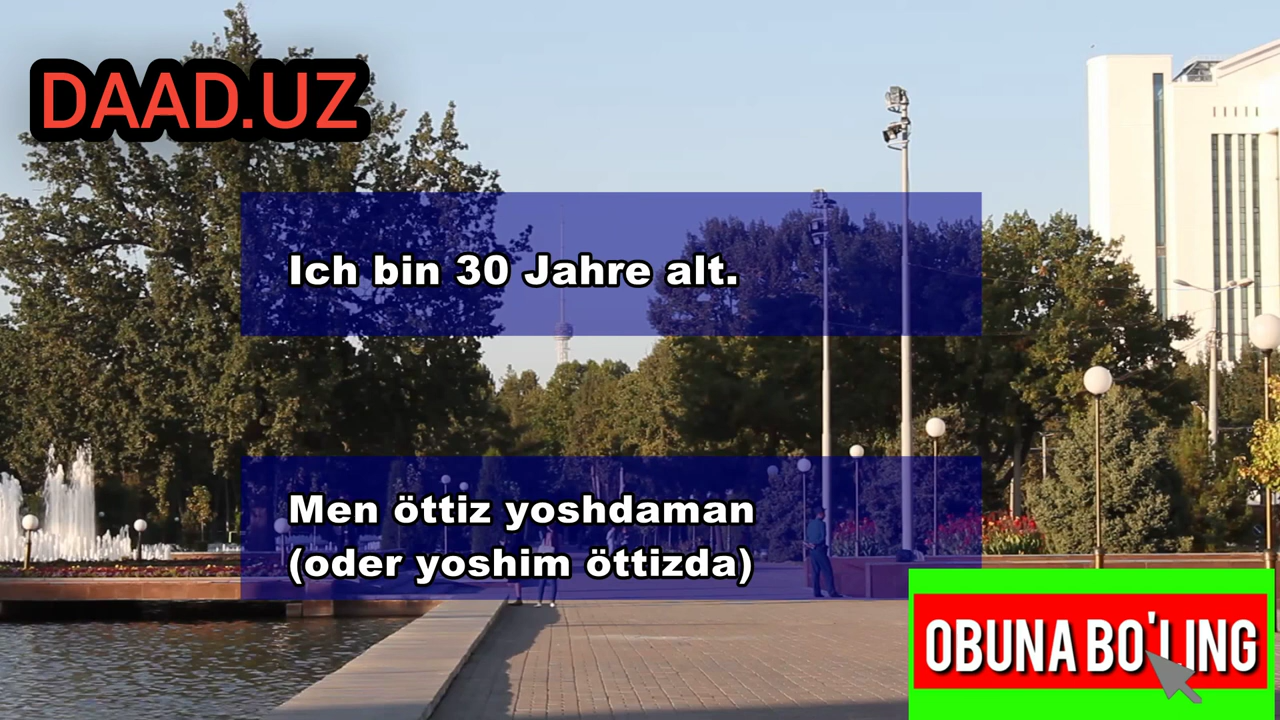 DAAD.UZ
Ich bin 30 Jahre alt.
Men öttiz yoshdaman
(oder yoshim öttizda)
OBUNA BO'LING